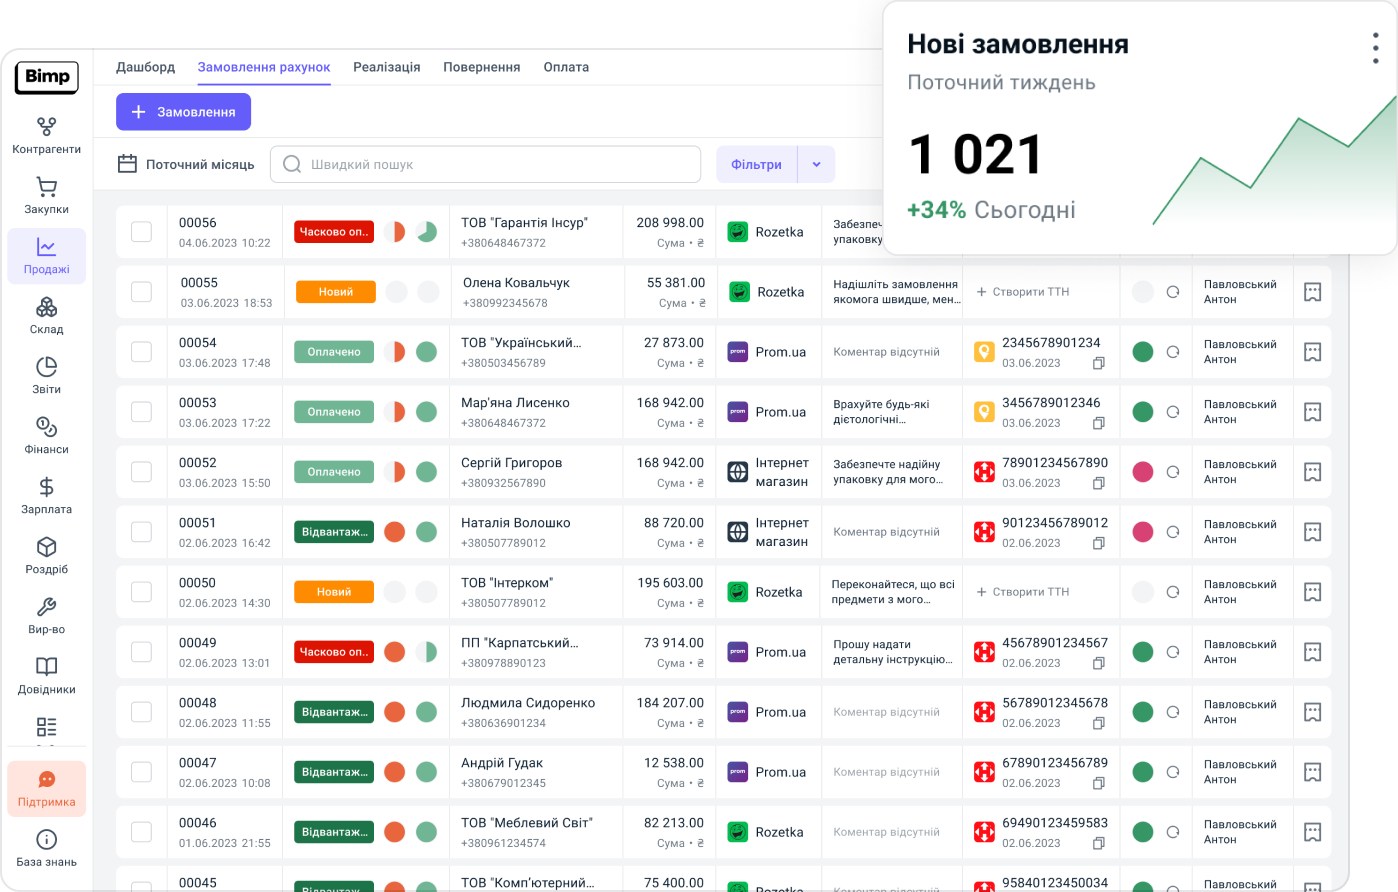 Bimp
Контрагенти
Закупки
Продажі
Склад
Звіти
Фінанси
Зарплата
Роздріб
Вир-во
Довідники
Підтримка
База знань
Дашборд Замовлення рахунок Реалізація Повернення Оплата
+ Замовлення
Поточний місяць Швидкий пошук Фільтри
Нові замовлення
Поточний тиждень
1 021
+34% Сьогодні
00056 Часково оп.. ТОВ "Гарантія Інсур" 208 998.00 Rozetka Забезпе
04.06.2023 10:22 +380648467372 Сума • ₴ упаковку
00055 Новий Олена Ковальчук 55 381.00 Rozetka Надішліть замовлення + Створити ТТН Павловський
03.06.2023 18:53 +380992345678 Сума • ₴ якомога швидше, мен... Антон
00054 Оплачено ТОВ "Український... 27 873.00 prom Prom.ua Коментар відсутній 2345678901234 Павловський
03.06.2023 17:48 +380503456789 Сума • ₴ 03.06.2023 Антон
00053 Оплачено Мар'яна Лисенко 168 942.00 prom Prom.ua Врахуйте будь-які 3456789012346 Павловський
03.06.2023 17:22 +380648467372 Сума • ₴ дієтологічні... 03.06.2023 Антон
00052 Оплачено Сергій Григоров 168 942.00 Інтернет Забезпечте надійну 78901234567890 Павловський
03.06.2023 15:50 +380932567890 Сума • ₴ магазин упаковку для мого... 03.06.2023 Антон
00051 Відвантаж... Наталія Волошко 88 720.00 Інтернет Коментар відсутній 90123456789012 Павловський
02.06.2023 16:42 +380507789012 Сума • ₴ магазин 02.06.2023 Антон
00050 Новий ТОВ "Інтерком" 195 603.00 Rozetka Переконайтеся, що всі + Створити ТТН Павловський
02.06.2023 14:30 +380507789012 Сума • ₴ предмети з мого... Антон
00049 Часково оп.. ПП "Карпатський... 73 914.00 prom Prom.ua Прошу надати 45678901234567 Павловський
02.06.2023 13:01 +380978890123 Сума • ₴ детальну інструкцію... 02.06.2023 Антон
00048 Відвантаж... Людмила Сидоренко 184 207.00 prom Prom.ua Коментар відсутній 56789012345678 Павловський
02.06.2023 11:55 +380636901234 Сума • ₴ 02.06.2023 Антон
00047 Відвантаж... Андрій Гудак 12 538.00 prom Prom.ua Коментар відсутній 67890123456789 Павловський
02.06.2023 10:08 +380679012345 Сума • ₴ 02.06.2023 Антон
00046 Відвантаж... ТОВ "Меблевий Світ" 82 213.00 Rozetka Коментар відсутній 69490123459583 Павловський
01.06.2023 21:55 +380961234574 Сума • ₴ 02.06.2023 Антон
00045 Відвантаж... ТОВ "Комп'ютерний... 75 400.00 Rozetka Коментар відсутній 95840123450034 Павловський